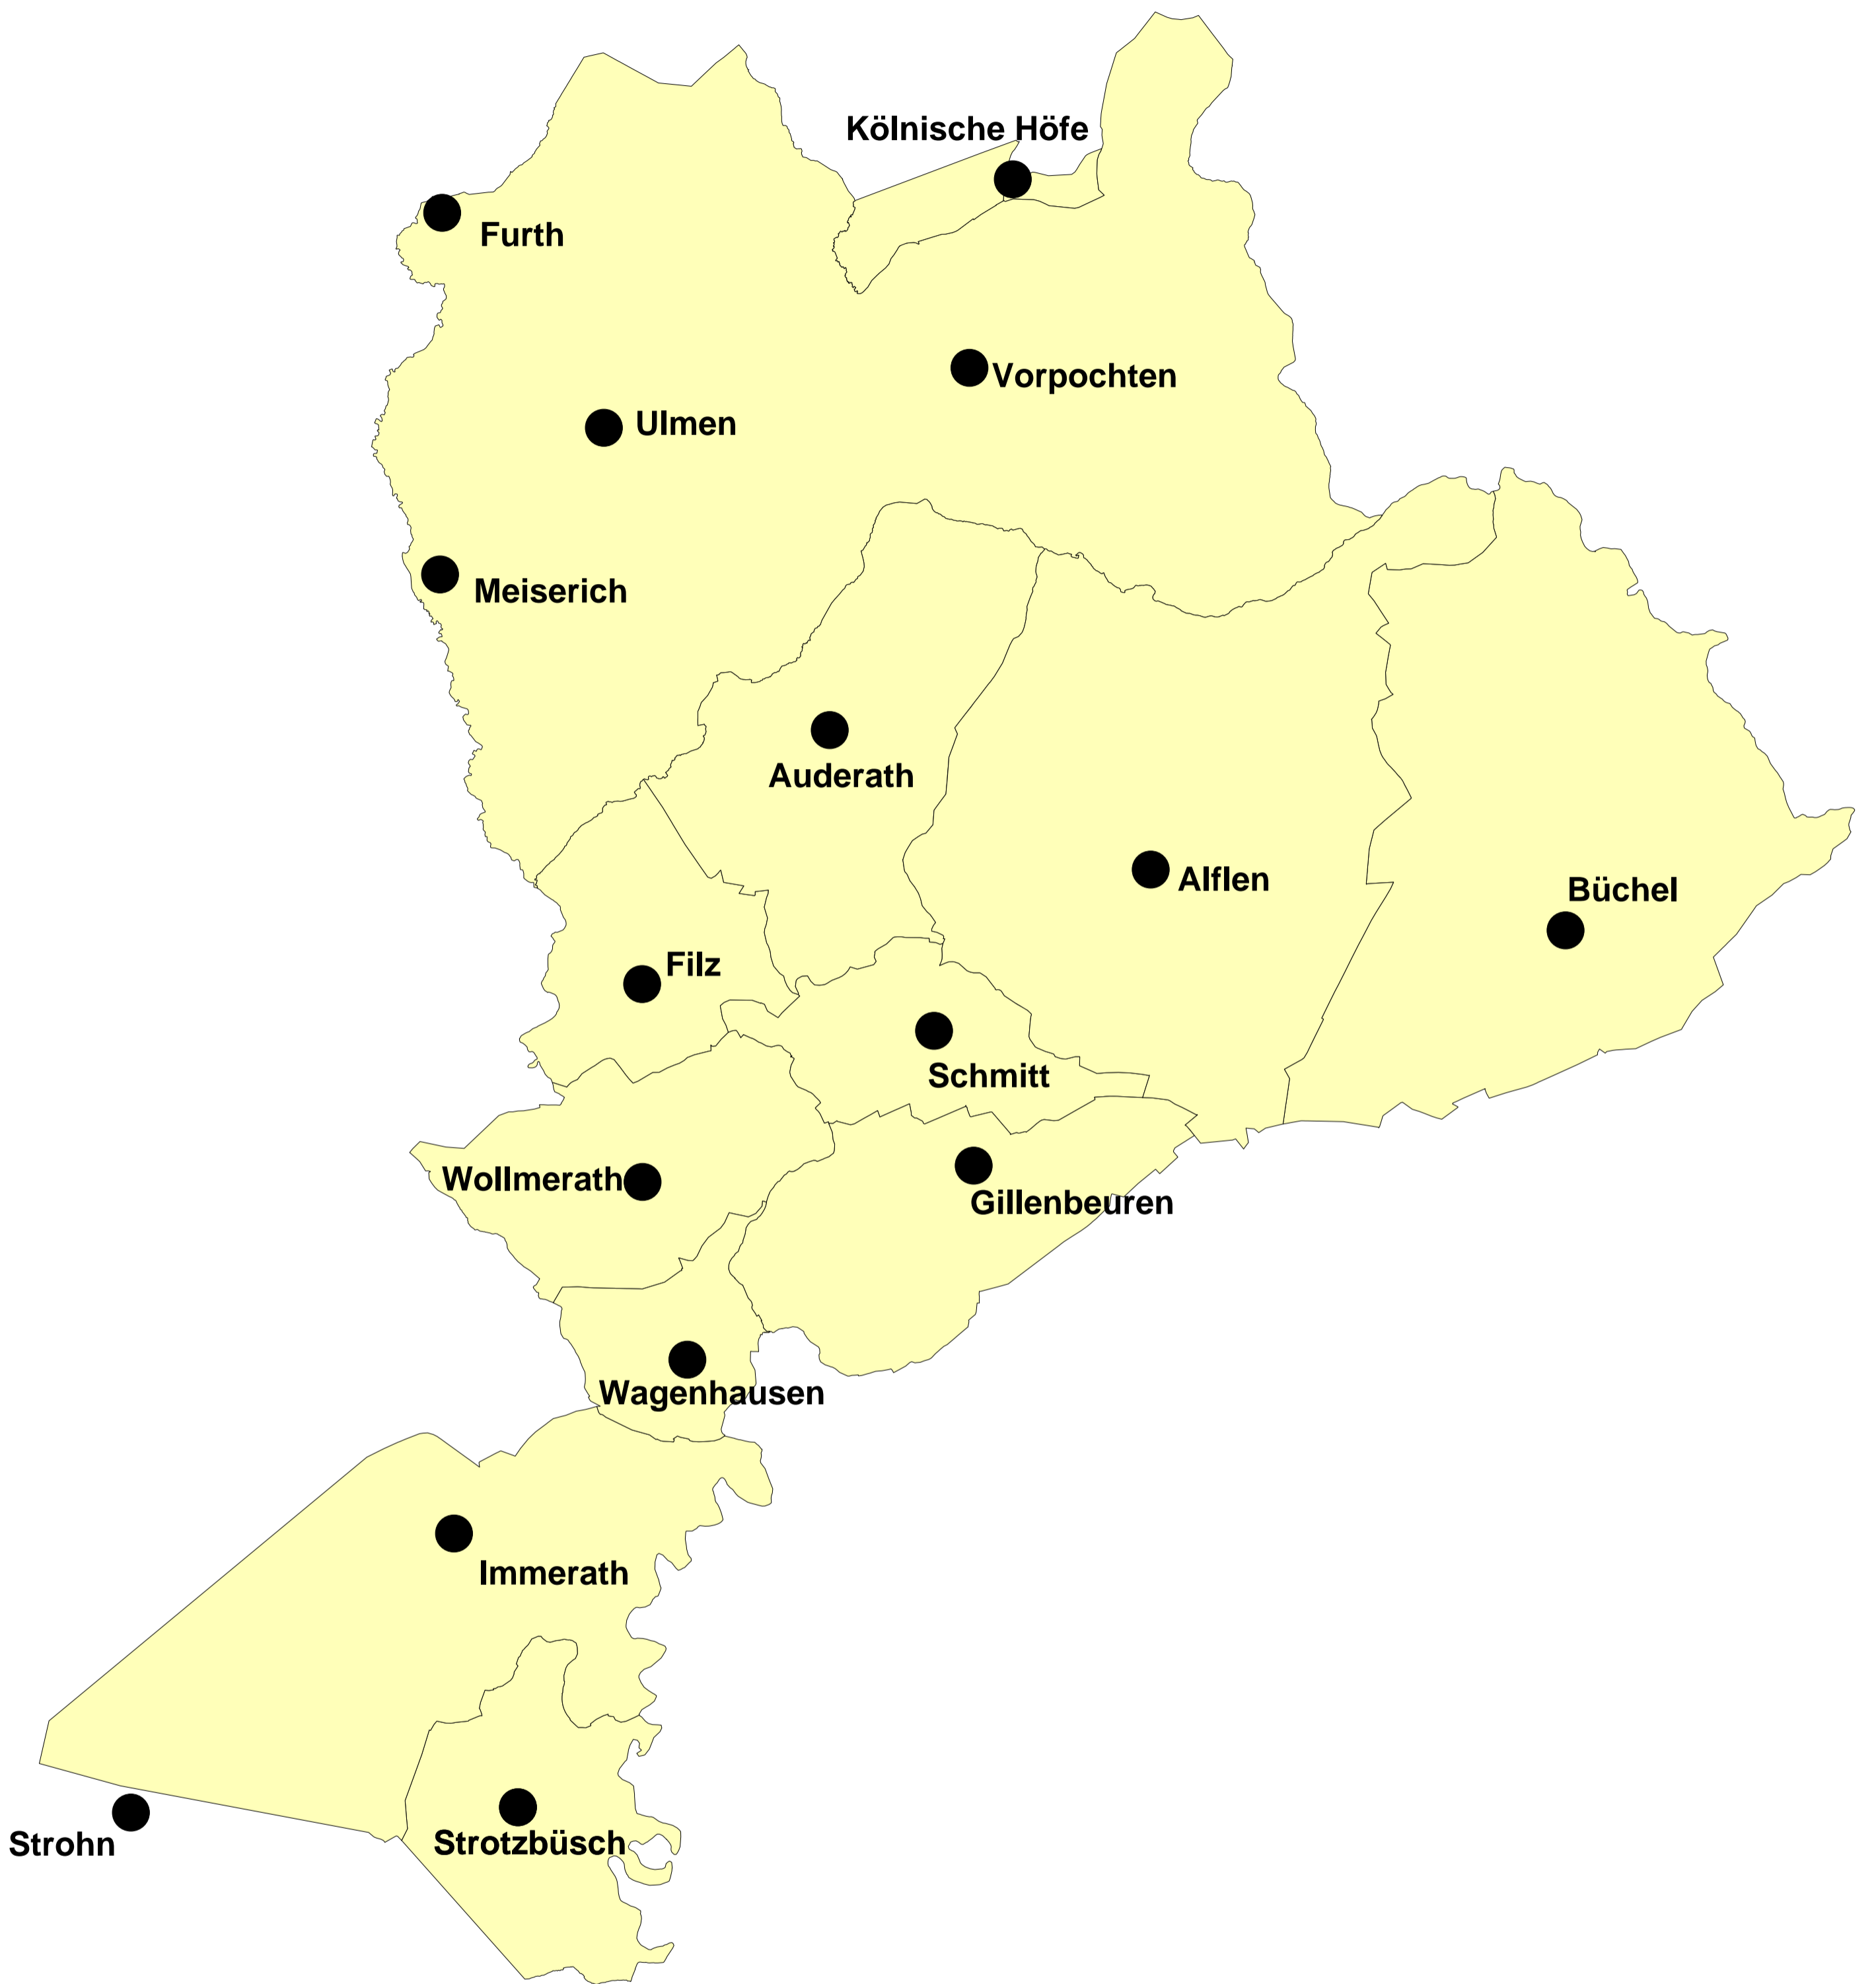 Kölnische Höfe
Furth
Vorpochten
Ulmen
Meiserich
Auderath
Alflen
Büchel
Filz
Schmitt
Wollmerath
Gillenbeuren
Wagenhausen
Immerath
Strohn
Strotzbüsch